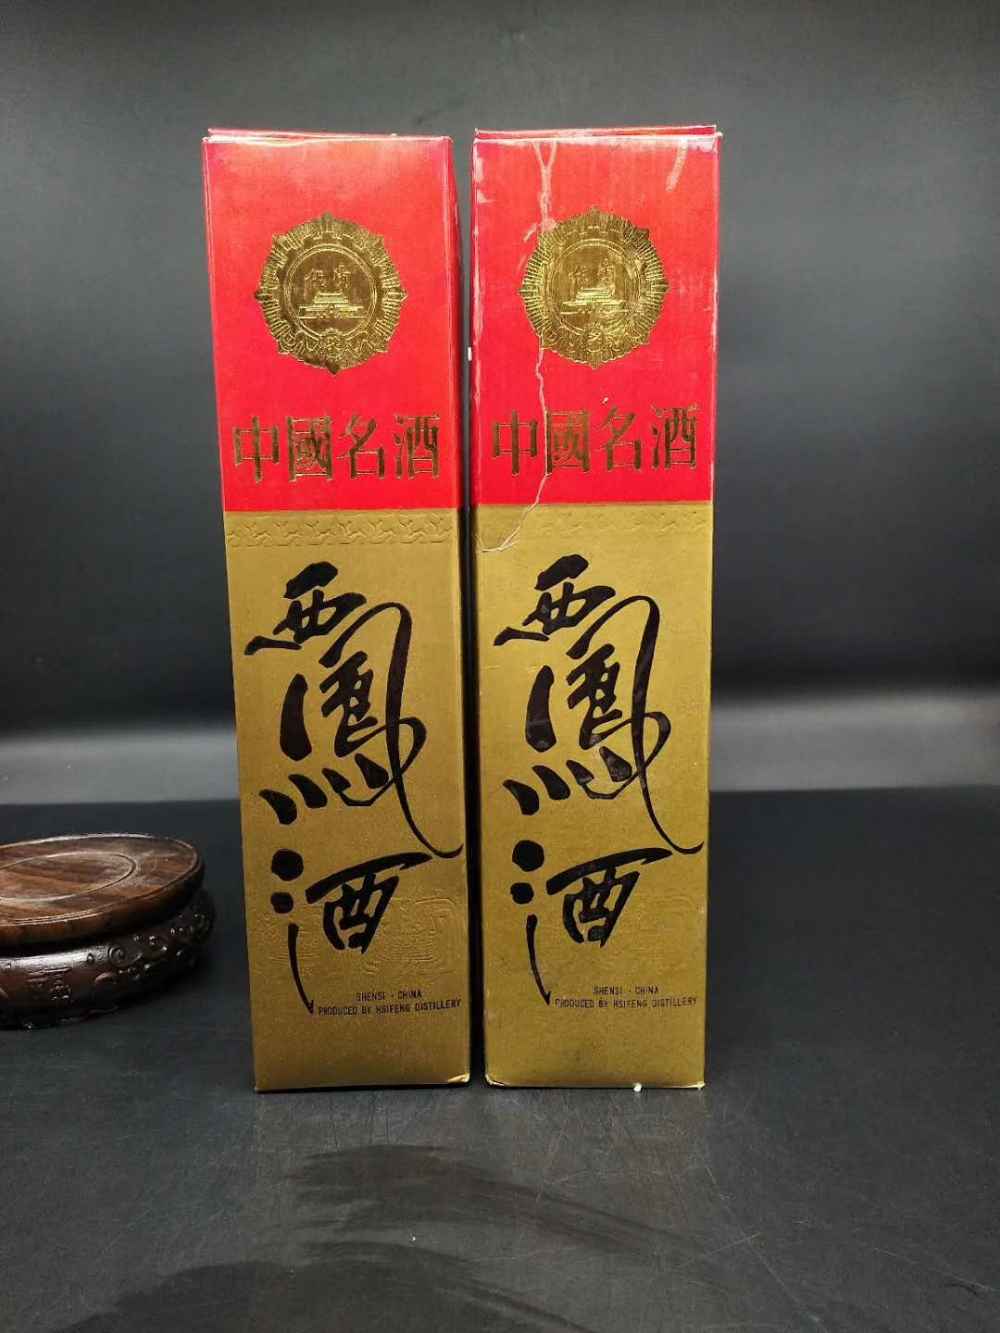 中國名酒
西鳳酒
SHENSI · CHINA
PRODUCED BY HSIFENG DISTILLERY
中國名酒
西鳳酒
SHENSI · CHINA
PRODUCED BY HSIFENG DISTILLERY